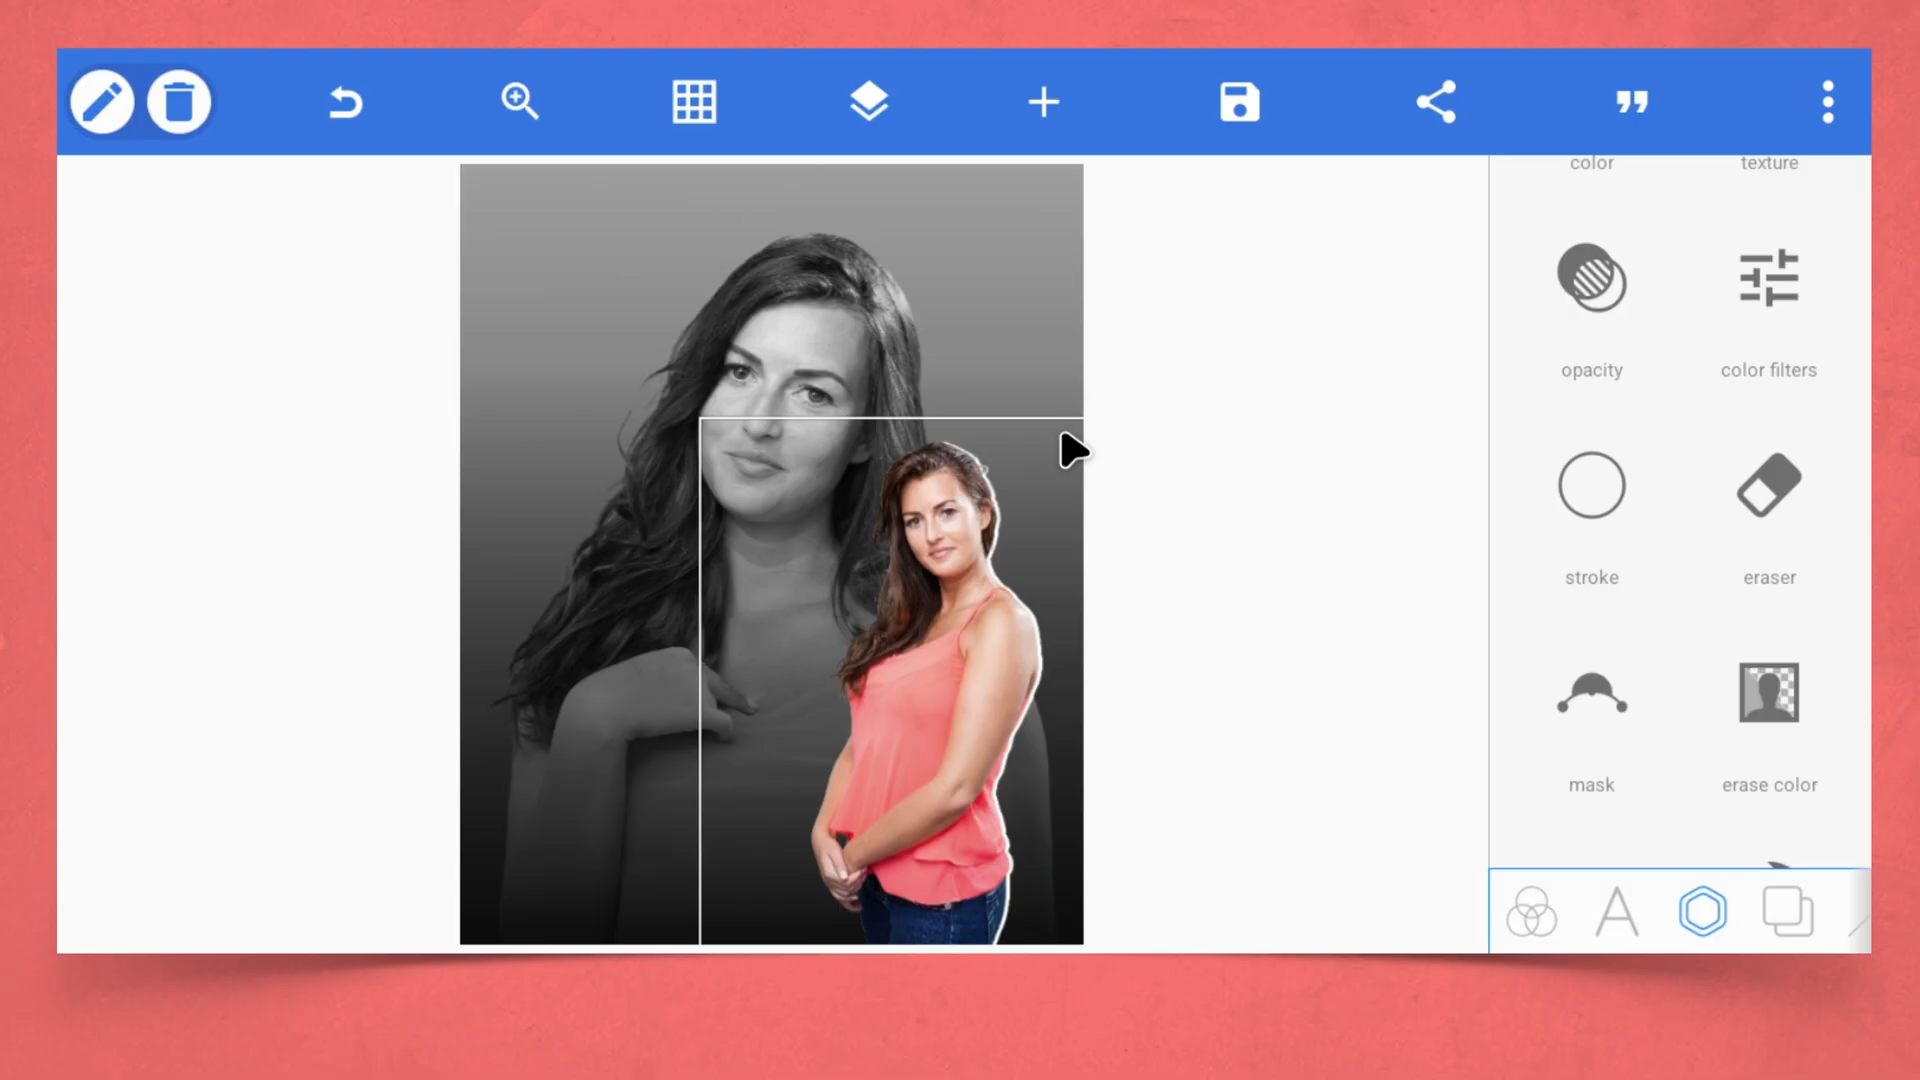 color texture
opacity color filters
stroke eraser
mask erase color